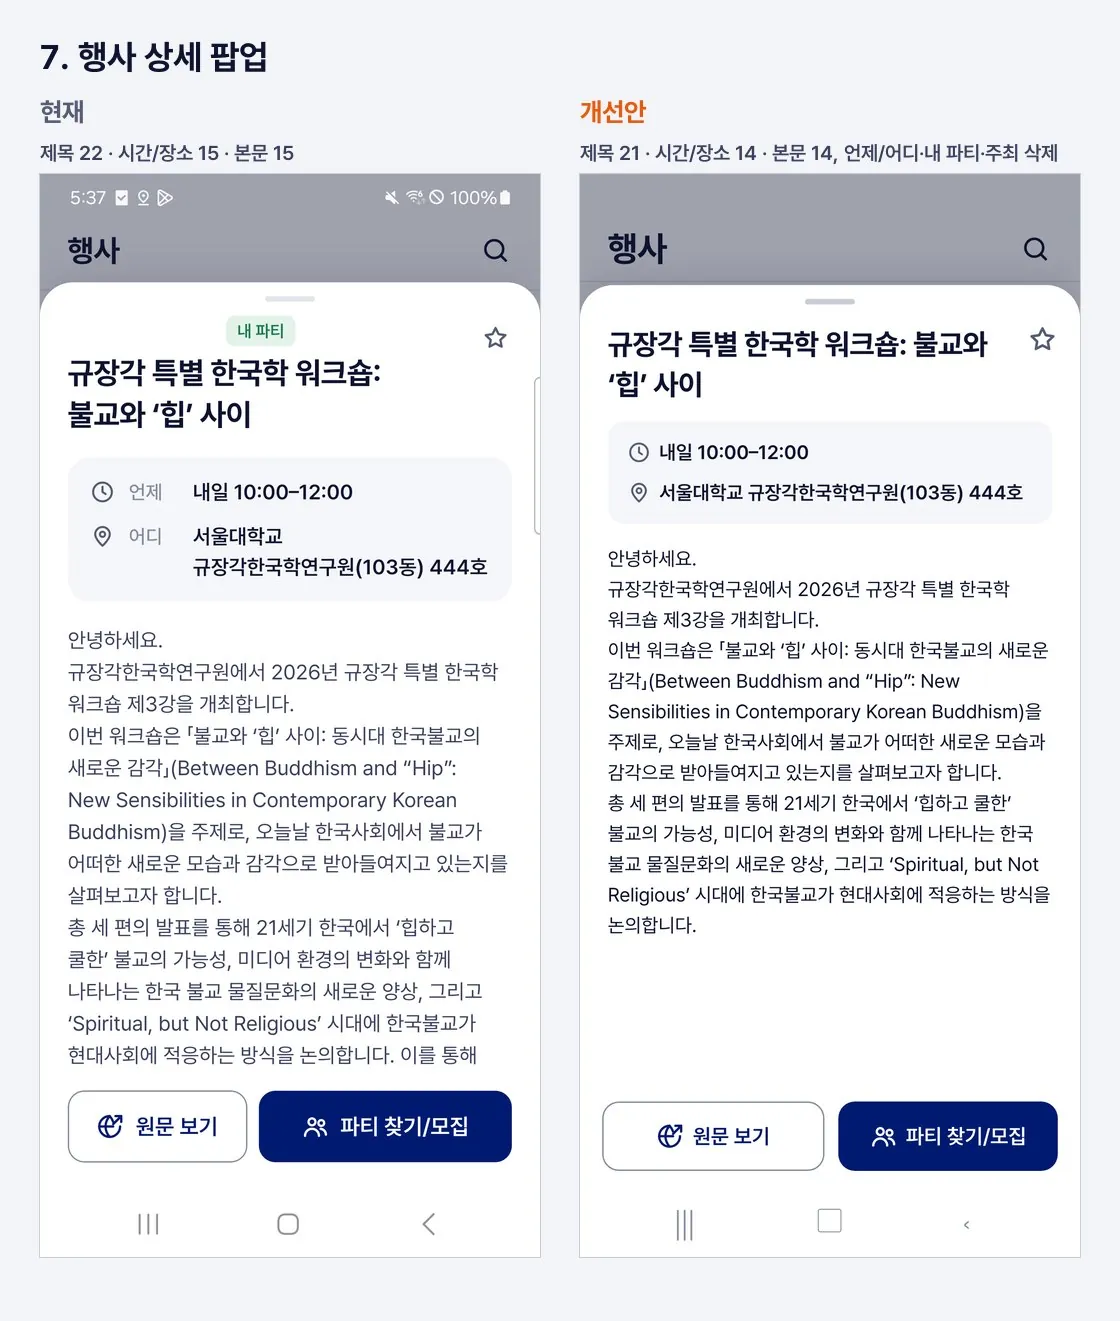 7. 행사 상세 팝업
현재
제목 22 · 시간/장소 15 · 본문 15
5:37
100%
행사
내 파티
규장각 특별 한국학 워크숍:
불교와 ‘힙’ 사이
언제 내일 10:00–12:00
어디 서울대학교
규장각한국학연구원(103동) 444호
안녕하세요.
규장각한국학연구원에서 2026년 규장각 특별 한국학
워크숍 제3강을 개최합니다.
이번 워크숍은 「불교와 ‘힙’ 사이: 동시대 한국불교의
새로운 감각」(Between Buddhism and “Hip”:
New Sensibilities in Contemporary Korean
Buddhism)을 주제로, 오늘날 한국사회에서 불교가
어떠한 새로운 모습과 감각으로 받아들여지고 있는지를
살펴보고자 합니다.
총 세 편의 발표를 통해 21세기 한국에서 ‘힙하고
쿨한’ 불교의 가능성, 미디어 환경의 변화와 함께
나타나는 한국 불교 물질문화의 새로운 양상, 그리고
‘Spiritual, but Not Religious’ 시대에 한국불교가
현대사회에 적응하는 방식을 논의합니다. 이를 통해
원문 보기
파티 찾기/모집
개선안
제목 21 · 시간/장소 14 · 본문 14, 언제/어디·내 파티·주최 삭제
행사
규장각 특별 한국학 워크숍: 불교와
‘힙’ 사이
내일 10:00–12:00
서울대학교 규장각한국학연구원(103동) 444호
안녕하세요.
규장각한국학연구원에서 2026년 규장각 특별 한국학
워크숍 제3강을 개최합니다.
이번 워크숍은 「불교와 ‘힙’ 사이: 동시대 한국불교의 새로운
감각」(Between Buddhism and “Hip”: New
Sensibilities in Contemporary Korean Buddhism)을
주제로, 오늘날 한국사회에서 불교가 어떠한 새로운 모습과
감각으로 받아들여지고 있는지를 살펴보고자 합니다.
총 세 편의 발표를 통해 21세기 한국에서 ‘힙하고 쿨한’
불교의 가능성, 미디어 환경의 변화와 함께 나타나는 한국
불교 물질문화의 새로운 양상, 그리고 ‘Spiritual, but Not
Religious’ 시대에 한국불교가 현대사회에 적응하는 방식을
논의합니다.
원문 보기
파티 찾기/모집